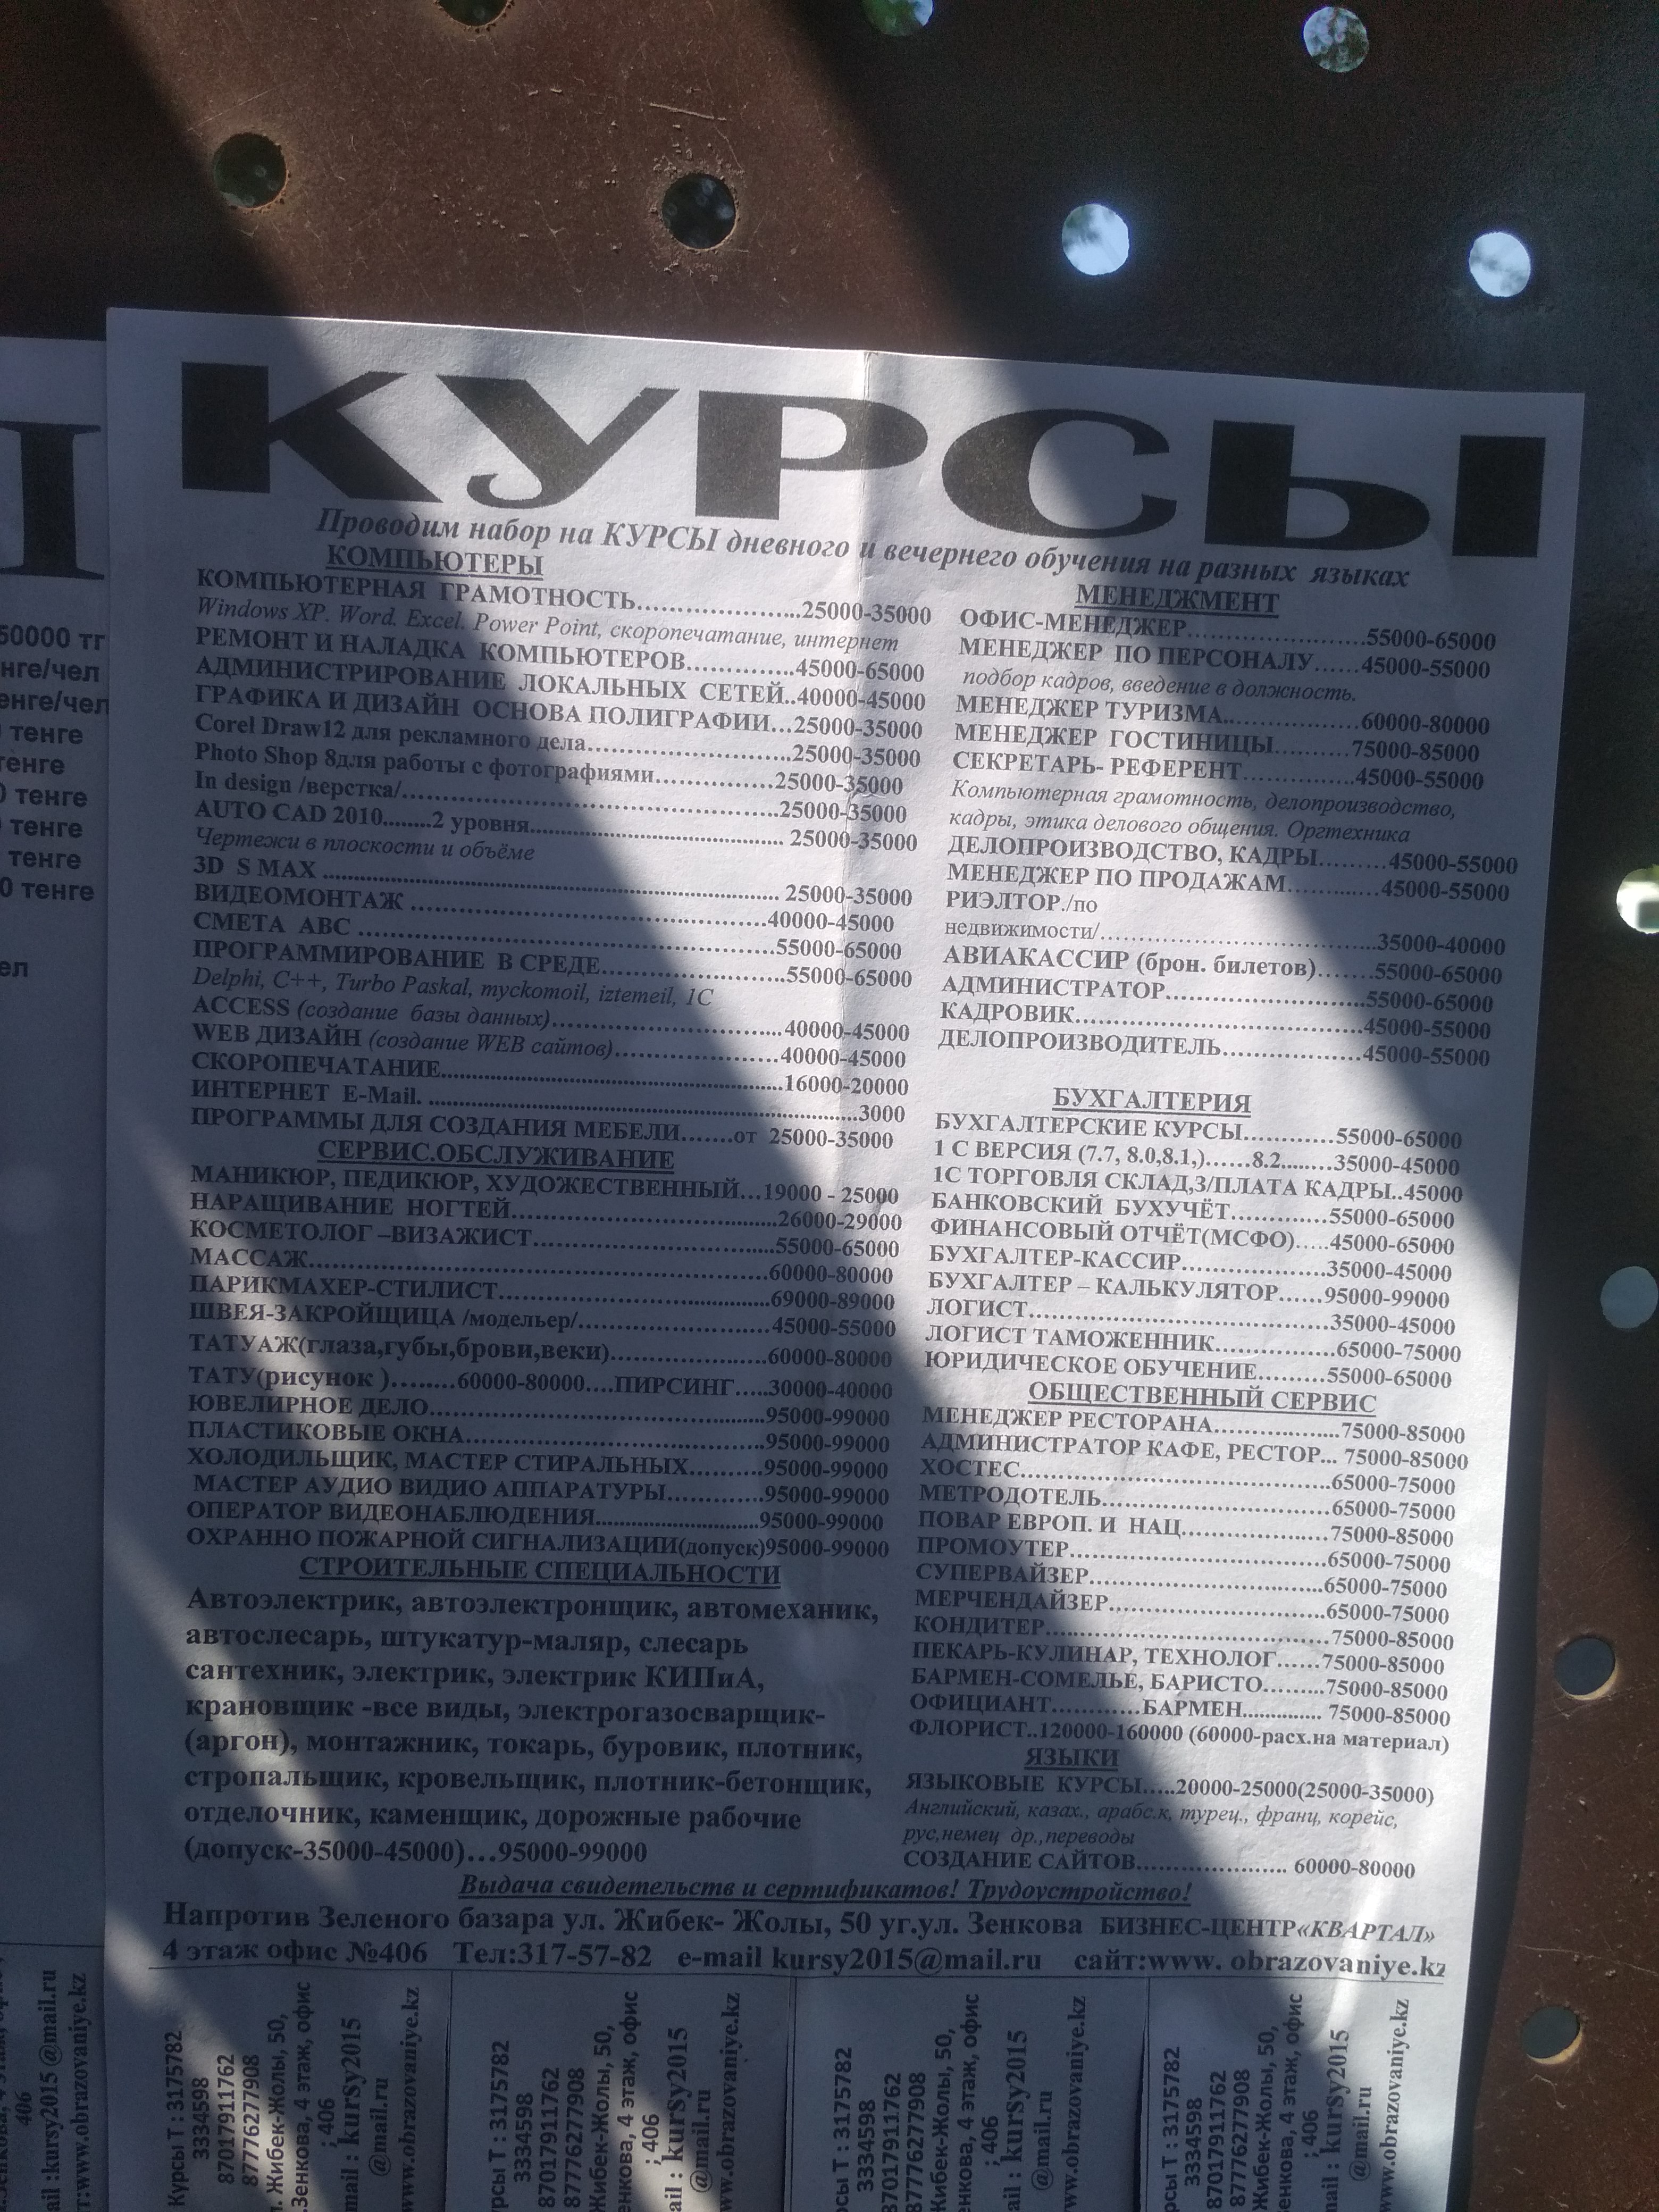 КУРСЫ
Проводим набор на КУРСЫ дневного и вечернего обучения на разных языках
КОМПЬЮТЕРЫ
КОМПЬЮТЕРНАЯ ГРАМОТНОСТЬ.....................25000-35000
Windows XP. Word. Excel. Power Point, скоропечатание, интернет
РЕМОНТ И НАЛАДКА КОМПЬЮТЕРОВ..............45000-65000
АДМИНИСТРИРОВАНИЕ ЛОКАЛЬНЫХ СЕТЕЙ..40000-45000
ГРАФИКА И ДИЗАЙН ОСНОВА ПОЛИГРАФИИ...25000-35000
Corel Draw12 для рекламного дела............................25000-35000
Photo Shop 8для работы с фотографиями................25000-35000
In design /верстка/....................................................25000-35000
AUTO CAD 2010........2 уровня................................ 25000-35000
Чертежи в плоскости и объёме
3D S MAX ................................................................ 25000-35000
ВИДЕОМОНТАЖ ..............................................40000-45000
СМЕТА АВС .....................................................55000-65000
ПРОГРАММИРОВАНИЕ В СРЕДЕ.......................55000-65000
Delphi, C++, Turbo Paskal, myckomoil, iztemeil, 1C
ACCESS (создание базы данных)............................40000-45000
WEB ДИЗАЙН (создание WEB сайтов)....................40000-45000
СКОРОПЕЧАТАНИЕ.............................................16000-20000
ИНТЕРНЕТ E-Mail. ..........................................................3000
ПРОГРАММЫ ДЛЯ СОЗДАНИЯ МЕБЕЛИ.......от 25000-35000
СЕРВИС.ОБСЛУЖИВАНИЕ
МАНИКЮР, ПЕДИКЮР, ХУДОЖЕСТВЕННЫЙ...19000 - 25000
НАРАЩИВАНИЕ НОГТЕЙ.....................................26000-29000
КОСМЕТОЛОГ –ВИЗАЖИСТ..................................55000-65000
МАССАЖ................................................................60000-80000
ПАРИКМАХЕР-СТИЛИСТ......................................69000-89000
ШВЕЯ-ЗАКРОЙЩИЦА /модельер/..........................45000-55000
ТАТУАЖ(глаза,губы,брови,веки)......................60000-80000
ТАТУ(рисунок ).........60000-80000....ПИРСИНГ.....30000-40000
ЮВЕЛИРНОЕ ДЕЛО...............................................95000-99000
ПЛАСТИКОВЫЕ ОКНА..........................................95000-99000
ХОЛОДИЛЬЩИК, МАСТЕР СТИРАЛЬНЫХ..........95000-99000
МАСТЕР АУДИО ВИДИО АППАРАТУРЫ.............95000-99000
ОПЕРАТОР ВИДЕОНАБЛЮДЕНИЯ.......................95000-99000
ОХРАННО ПОЖАРНОЙ СИГНАЛИЗАЦИИ(допуск)95000-99000
СТРОИТЕЛЬНЫЕ СПЕЦИАЛЬНОСТИ
Автоэлектрик, автоэлектронщик, автомеханик,
автослесарь, штукатур-маляр, слесарь
сантехник, электрик, электрик КИПиА,
крановщик -все виды, электрогазосварщик-
(аргон), монтажник, токарь, буровик, плотник,
стропальщик, кровельщик, плотник-бетонщик,
отделочник, каменщик, дорожные рабочие
(допуск-35000-45000)...95000-99000
МЕНЕДЖМЕНТ
ОФИС-МЕНЕДЖЕР..........................55000-65000
МЕНЕДЖЕР ПО ПЕРСОНАЛУ......45000-55000
подбор кадров, введение в должность.
МЕНЕДЖЕР ТУРИЗМА...................60000-80000
МЕНЕДЖЕР ГОСТИНИЦЫ...........75000-85000
СЕКРЕТАРЬ- РЕФЕРЕНТ.................45000-55000
Компьютерная грамотность, делопроизводство,
кадры, этика делового общения. Оргтехника
ДЕЛОПРОИЗВОДСТВО, КАДРЫ.........45000-55000
МЕНЕДЖЕР ПО ПРОДАЖАМ.............45000-55000
РИЭЛТОР./по
недвижимости/......................................35000-40000
АВИАКАССИР (брон. билетов).......55000-65000
АДМИНИСТРАТОР.............................55000-65000
КАДРОВИК..........................................45000-55000
ДЕЛОПРОИЗВОДИТЕЛЬ....................45000-55000
БУХГАЛТЕРИЯ
БУХГАЛТЕРСКИЕ КУРСЫ.............55000-65000
1 С ВЕРСИЯ (7.7, 8.0,8.1,)......8.2........35000-45000
1С ТОРГОВЛЯ СКЛАД,З/ПЛАТА КАДРЫ..45000
БАНКОВСКИЙ БУХУЧЁТ..............55000-65000
ФИНАНСОВЫЙ ОТЧЁТ(МСФО).....45000-65000
БУХГАЛТЕР-КАССИР....................35000-45000
БУХГАЛТЕР – КАЛЬКУЛЯТОР......95000-99000
ЛОГИСТ..........................................35000-45000
ЛОГИСТ ТАМОЖЕННИК.................65000-75000
ЮРИДИЧЕСКОЕ ОБУЧЕНИЕ..........55000-65000
ОБЩЕСТВЕННЫЙ СЕРВИС
МЕНЕДЖЕР РЕСТОРАНА.................75000-85000
АДМИНИСТРАТОР КАФЕ, РЕСТОР... 75000-85000
ХОСТЕС...........................................65000-75000
МЕТРОДОТЕЛЬ................................65000-75000
ПОВАР ЕВРОП. И НАЦ....................75000-85000
ПРОМОУТЕР...................................65000-75000
СУПЕРВАЙЗЕР................................65000-75000
МЕРЧЕНДАЙЗЕР.............................65000-75000
КОНДИТЕР.......................................75000-85000
ПЕКАРЬ-КУЛИНАР, ТЕХНОЛОГ......75000-85000
БАРМЕН-СОМЕЛЬЕ, БАРИСТО.........75000-85000
ОФИЦИАНТ............БАРМЕН.............. 75000-85000
ФЛОРИСТ..120000-160000 (60000-расх.на материал)
ЯЗЫКИ
ЯЗЫКОВЫЕ КУРСЫ.....20000-25000(25000-35000)
Английский, казах., арабс.к, турец., франц, корейс,
рус,немец др.,переводы
СОЗДАНИЕ САЙТОВ...................... 60000-80000
Выдача свидетельств и сертификатов! Трудоустройство!
Напротив Зеленого базара ул. Жибек- Жолы, 50 уг.ул. Зенкова БИЗНЕС-ЦЕНТР«КВАРТАЛ»
4 этаж офис №406 Тел:317-57-82 e-mail kursy2015@mail.ru сайт:www. obrazovaniye.kz
50000 тг
тенге
тенге
тенге
тенге
тенге
0 тенге
406
kursy2015 @mail.ru
www.obrazovaniye.kz
Курсы Т : 3175782
3334598
87017911762
87776277908
Жибек-Жолы, 50,
Зенкова, 4 этаж, офис
; 406
mail : kurSy2015
@mail.ru
www.obrazovaniye.kz
Т : 3175782
3334598
87017911762
87776277908
Жибек-Жолы, 50,
4 этаж, офис
; 406
: kurSy2015
@mail.ru
www.obrazovaniye.kz
Т : 3175782
3334598
87017911762
87776277908
Жибек-Жолы, 50,
4 этаж, офис
; 406
: kurSy2015
@mail.ru
www.obrazovaniye.kz
Т : 3175782
3334598
87017911762
87776277908
Жибек-Жолы, 50,
4 этаж, офис
; 406
: kurSy2015
@mail.ru
www.obrazovaniye.kz